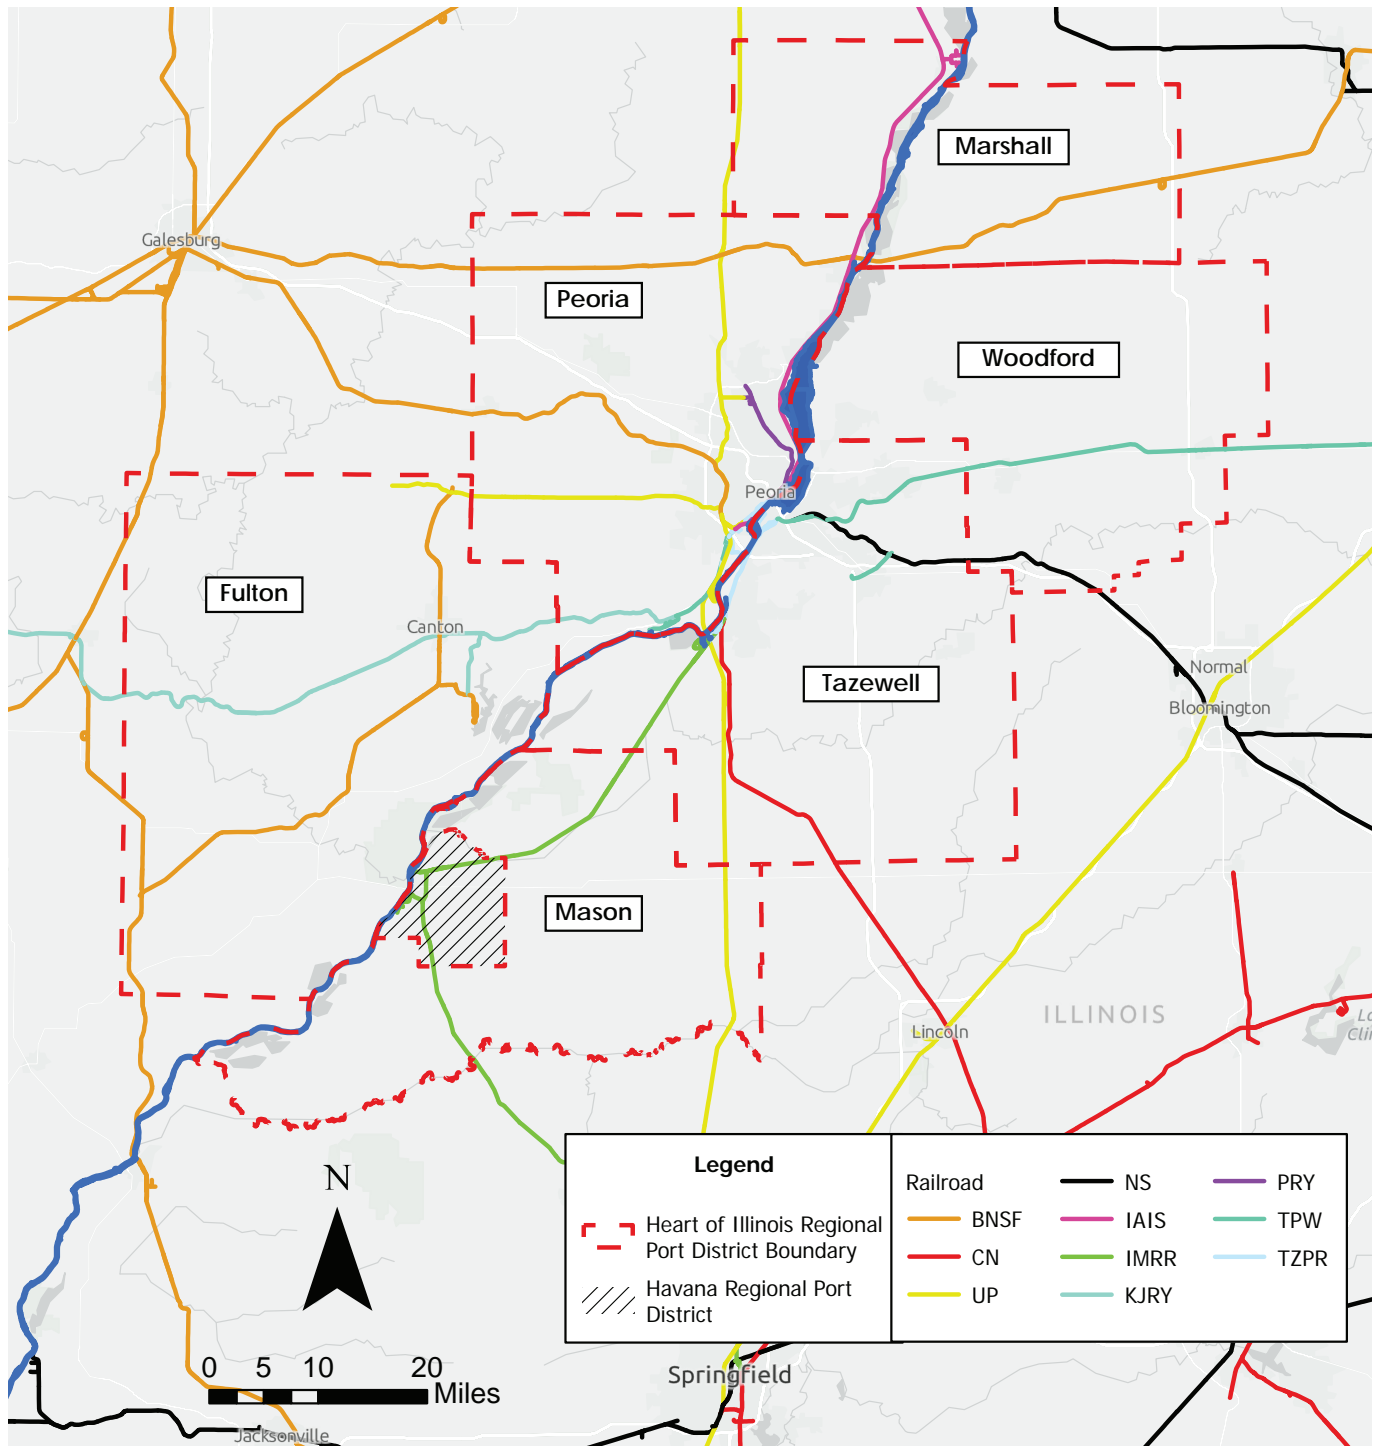 Marshall
Galesburg
Peoria
Woodford
Peoria
Fulton
Canton
Normal
Tazewell
Bloomington
Mason
ILLINOIS
Lincoln
N
0 5 10 20
Miles
Legend
Heart of Illinois Regional
Port District Boundary
Havana Regional Port
District
Railroad
BNSF
CN
UP
NS
IAIS
IMRR
KJRY
PRY
TPW
TZPR
Springfield
Jacksonville